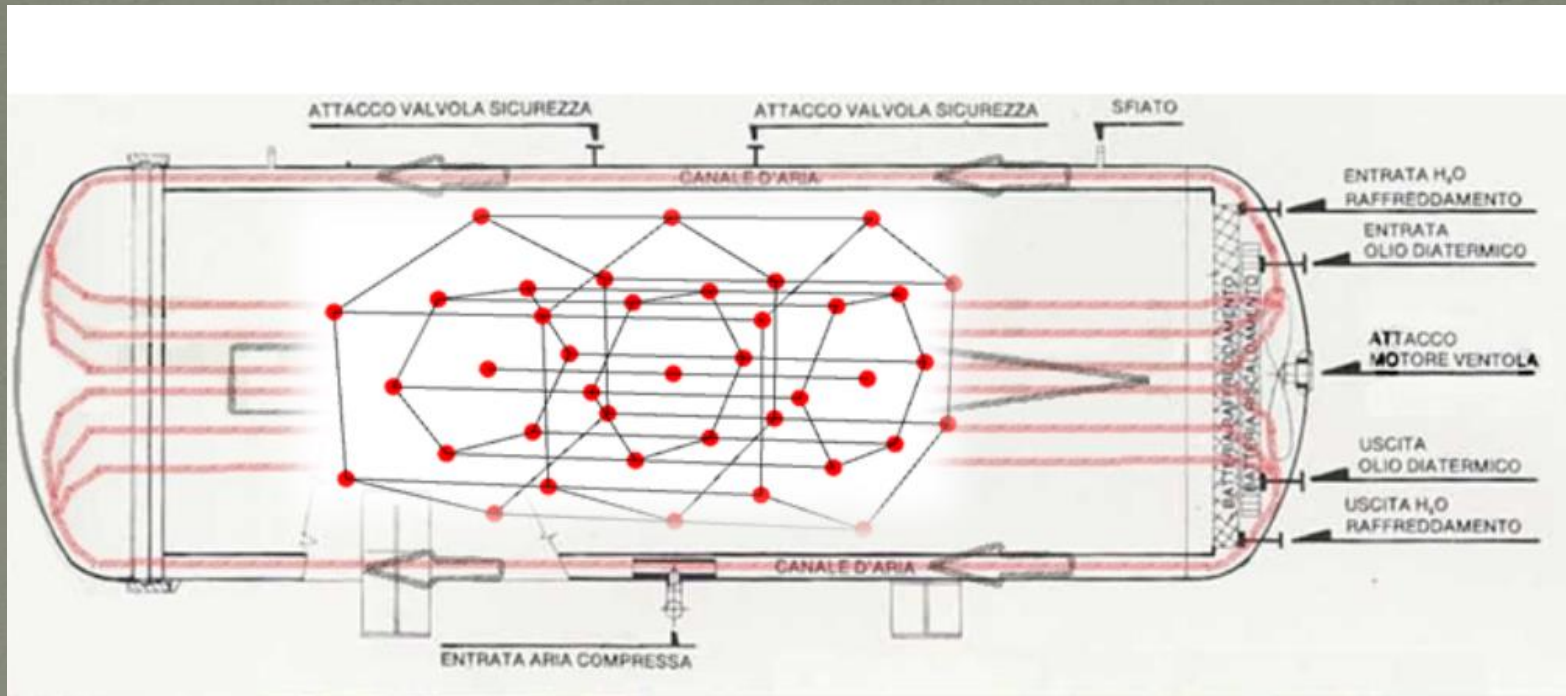 ATTACCO VALVOLA SICUREZZA
ATTACCO VALVOLA SICUREZZA
SFIATO
CANALE D'ARIA
ENTRATA H₂O
RAFFREDDAMENTO
ENTRATA
OLIO DIATERMICO
BATTERIA RAFFREDDAMENTO
BATTERIA RISCALDAMENTO
ATTACCO
MOTORE VENTOLA
USCITA
OLIO DIATERMICO
USCITA H₂O
RAFFREDDAMENTO
CANALE D'ARIA
ENTRATA ARIA COMPRESSA